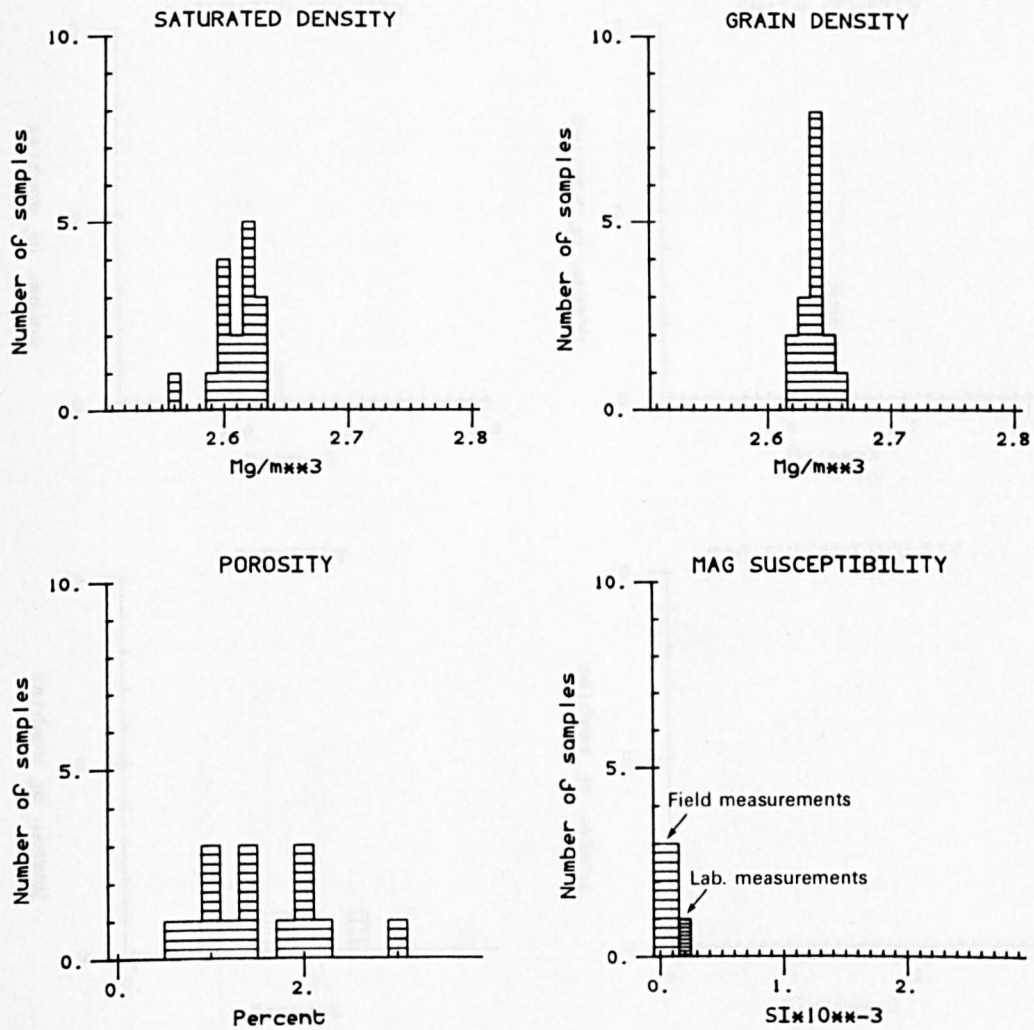 SATURATED DENSITY
10.
5.
0.
Number of samples
2.6 2.7 2.8
Mg/m**3
GRAIN DENSITY
10.
5.
0.
Number of samples
2.6 2.7 2.8
Mg/m**3
POROSITY
10.
5.
0.
Number of samples
0. 2.
Percent
MAG SUSCEPTIBILITY
10.
5.
0.
Number of samples
Field measurements
Lab. measurements
0. 1. 2.
SI*10**-3